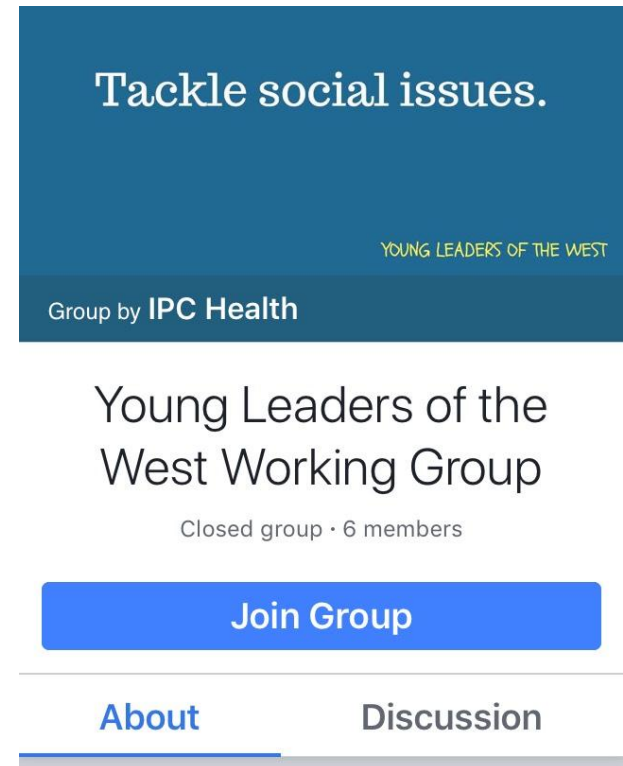 Tackle social issues.
YOUNG LEADERS OF THE WEST
Group by IPC Health
Young Leaders of the
West Working Group
Closed group · 6 members
Join Group
About Discussion